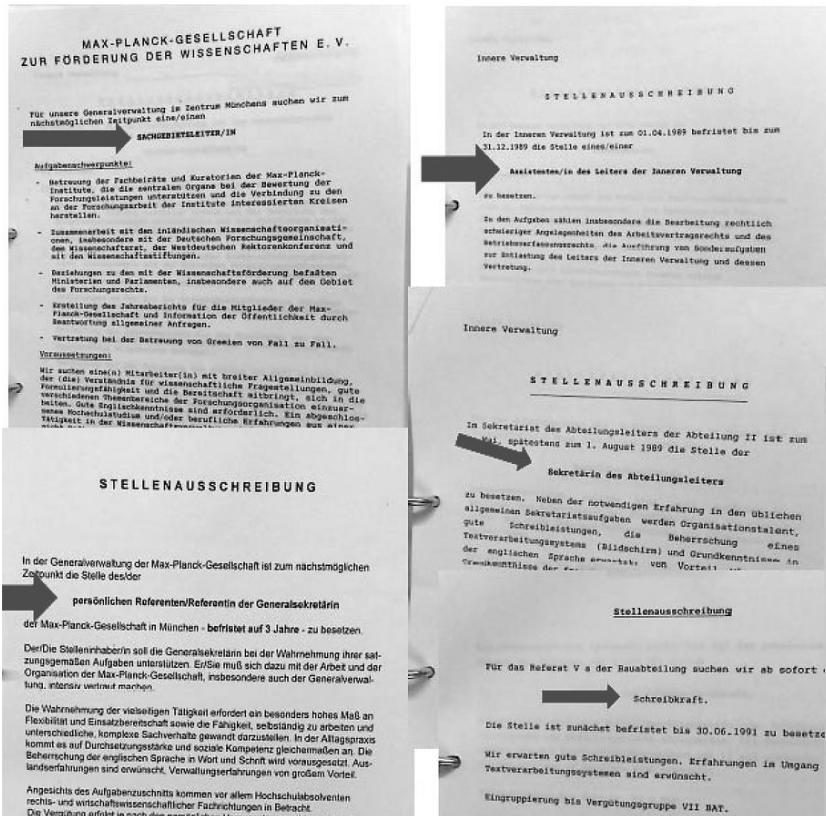 MAX-PLANCK-GESELLSCHAFT
ZUR FÖRDERUNG DER WISSENSCHAFTEN E. V.
Für unsere Generalverwaltung im Zentrum Münchens suchen wir zum
nächstmöglichen Zeitpunkt eine/einen
SACHGEBIETSLEITER/IN
Aufgabenschwerpunkte:
- Betreuung der Fachbeiräte und Kuratorien der Max-Planck-
Institute, die die zentralen Organe bei der Bewertung der
Forschungsleistungen unterstützen und die Verbindung zu den
an der Forschungsarbeit der Institute interessierten Kreisen
herstellen.
- Zusammenarbeit mit den inländischen Wissenschaftsorganisati-
onen, insbesondere mit der Deutschen Forschungsgemeinschaft,
dem Wissenschaftsrat, der Westdeutschen Rektorenkonferenz und
mit den Wissenschaftsstiftungen.
- Beziehungen zu den mit der Wissenschaftsförderung befaßten
Ministerien und Parlamenten, insbesondere auch auf dem Gebiet
des Forschungsrechts.
- Erstellung des Jahresberichts für die Mitglieder der Max-
Planck-Gesellschaft und Information der Öffentlichkeit durch
Beantwortung allgemeiner Anfragen.
- Vertretung bei der Betreuung von Gremien von Fall zu Fall.
Voraussetzungen:
Wir suchen eine(n) Mitarbeiter(in) mit breiter Allgemeinbildung,
der (die) Verständnis für wissenschaftliche Fragestellungen, gute
Formulierungsfähigkeit und die Bereitschaft mitbringt, sich in die
verschiedenen Themenbereiche der Forschungsorganisation einzuar-
beiten. Gute Englischkenntnisse sind erforderlich. Ein abgeschlos-
senes Hochschulstudium und/oder berufliche Erfahrungen aus einer
Tätigkeit in der
Innere Verwaltung
STELLENAUSSCHREIBUNG
In der Inneren Verwaltung ist zum 01.04.1989 befristet bis zum
31.12.1989 die Stelle eines/einer
Assistenten/in des Leiters der Inneren Verwaltung
zu besetzen.
Zu den Aufgaben zählen insbesondere die Bearbeitung rechtlich
schwieriger Angelegenheiten des Arbeitsvertragsrechts und des
Betriebsverfassungsrechts, die Ausführung von Sonderaufgaben
zur Entlastung des Leiters der Inneren Verwaltung und dessen
Vertretung.
Innere Verwaltung
STELLENAUSSCHREIBUNG
Im Sekretariat des Abteilungsleiters der Abteilung II ist zum
Mai, spätestens zum 1. August 1989 die Stelle der
Sekretärin des Abteilungsleiters
zu besetzen. Neben der notwendigen Erfahrung in den üblichen
allgemeinen Sekretariatsaufgaben werden Organisationstalent,
gute Schreibleistungen, die Beherrschung eines
Textverarbeitungssystems (Bildschirm) und Grundkenntnisse in
der englischen Sprache erwartet; von Vorteil
Grundkenntnisse der
STELLENAUSSCHREIBUNG
In der Generalverwaltung der Max-Planck-Gesellschaft ist zum nächstmöglichen
Zeitpunkt die Stelle des/der
persönlichen Referenten/Referentin der Generalsekretärin
der Max-Planck-Gesellschaft in München - befristet auf 3 Jahre - zu besetzen.
Der/Die Stelleninhaber/in soll die Generalsekretärin bei der Wahrnehmung ihrer sat-
zungsgemäßen Aufgaben unterstützen. Er/Sie muß sich dazu mit der Arbeit und der
Organisation der Max-Planck-Gesellschaft, insbesondere auch der Generalverwal-
tung, intensiv vertraut machen.
Die Wahrnehmung der vielseitigen Tätigkeit erfordert ein besonders hohes Maß an
Flexibilität und Einsatzbereitschaft sowie die Fähigkeit, selbständig zu arbeiten und
unterschiedliche, komplexe Sachverhalte gewandt darzustellen. In der Alltagspraxis
kommt es auf Durchsetzungsstärke und soziale Kompetenz gleichermaßen an. Die
Beherrschung der englischen Sprache in Wort und Schrift wird vorausgesetzt. Aus-
landserfahrungen sind erwünscht, Verwaltungserfahrungen von großem Vorteil.
Angesichts des Aufgabenzuschnitts kommen vor allem Hochschulabsolventen
rechts- und wirtschaftswissenschaftlicher Fachrichtungen in Betracht.
Die Vergütung erfolgt je nach den persönlichen
Stellenausschreibung
Für das Referat V a der Bauabteilung suchen wir ab sofort
Schreibkraft.
Die Stelle ist zunächst befristet bis 30.06.1991 zu besetze
Wir erwarten gute Schreibleistungen. Erfahrungen im Umgang
Textverarbeitungssystemen sind erwünscht.
Eingruppierung bis Vergütungsgruppe VII BAT.